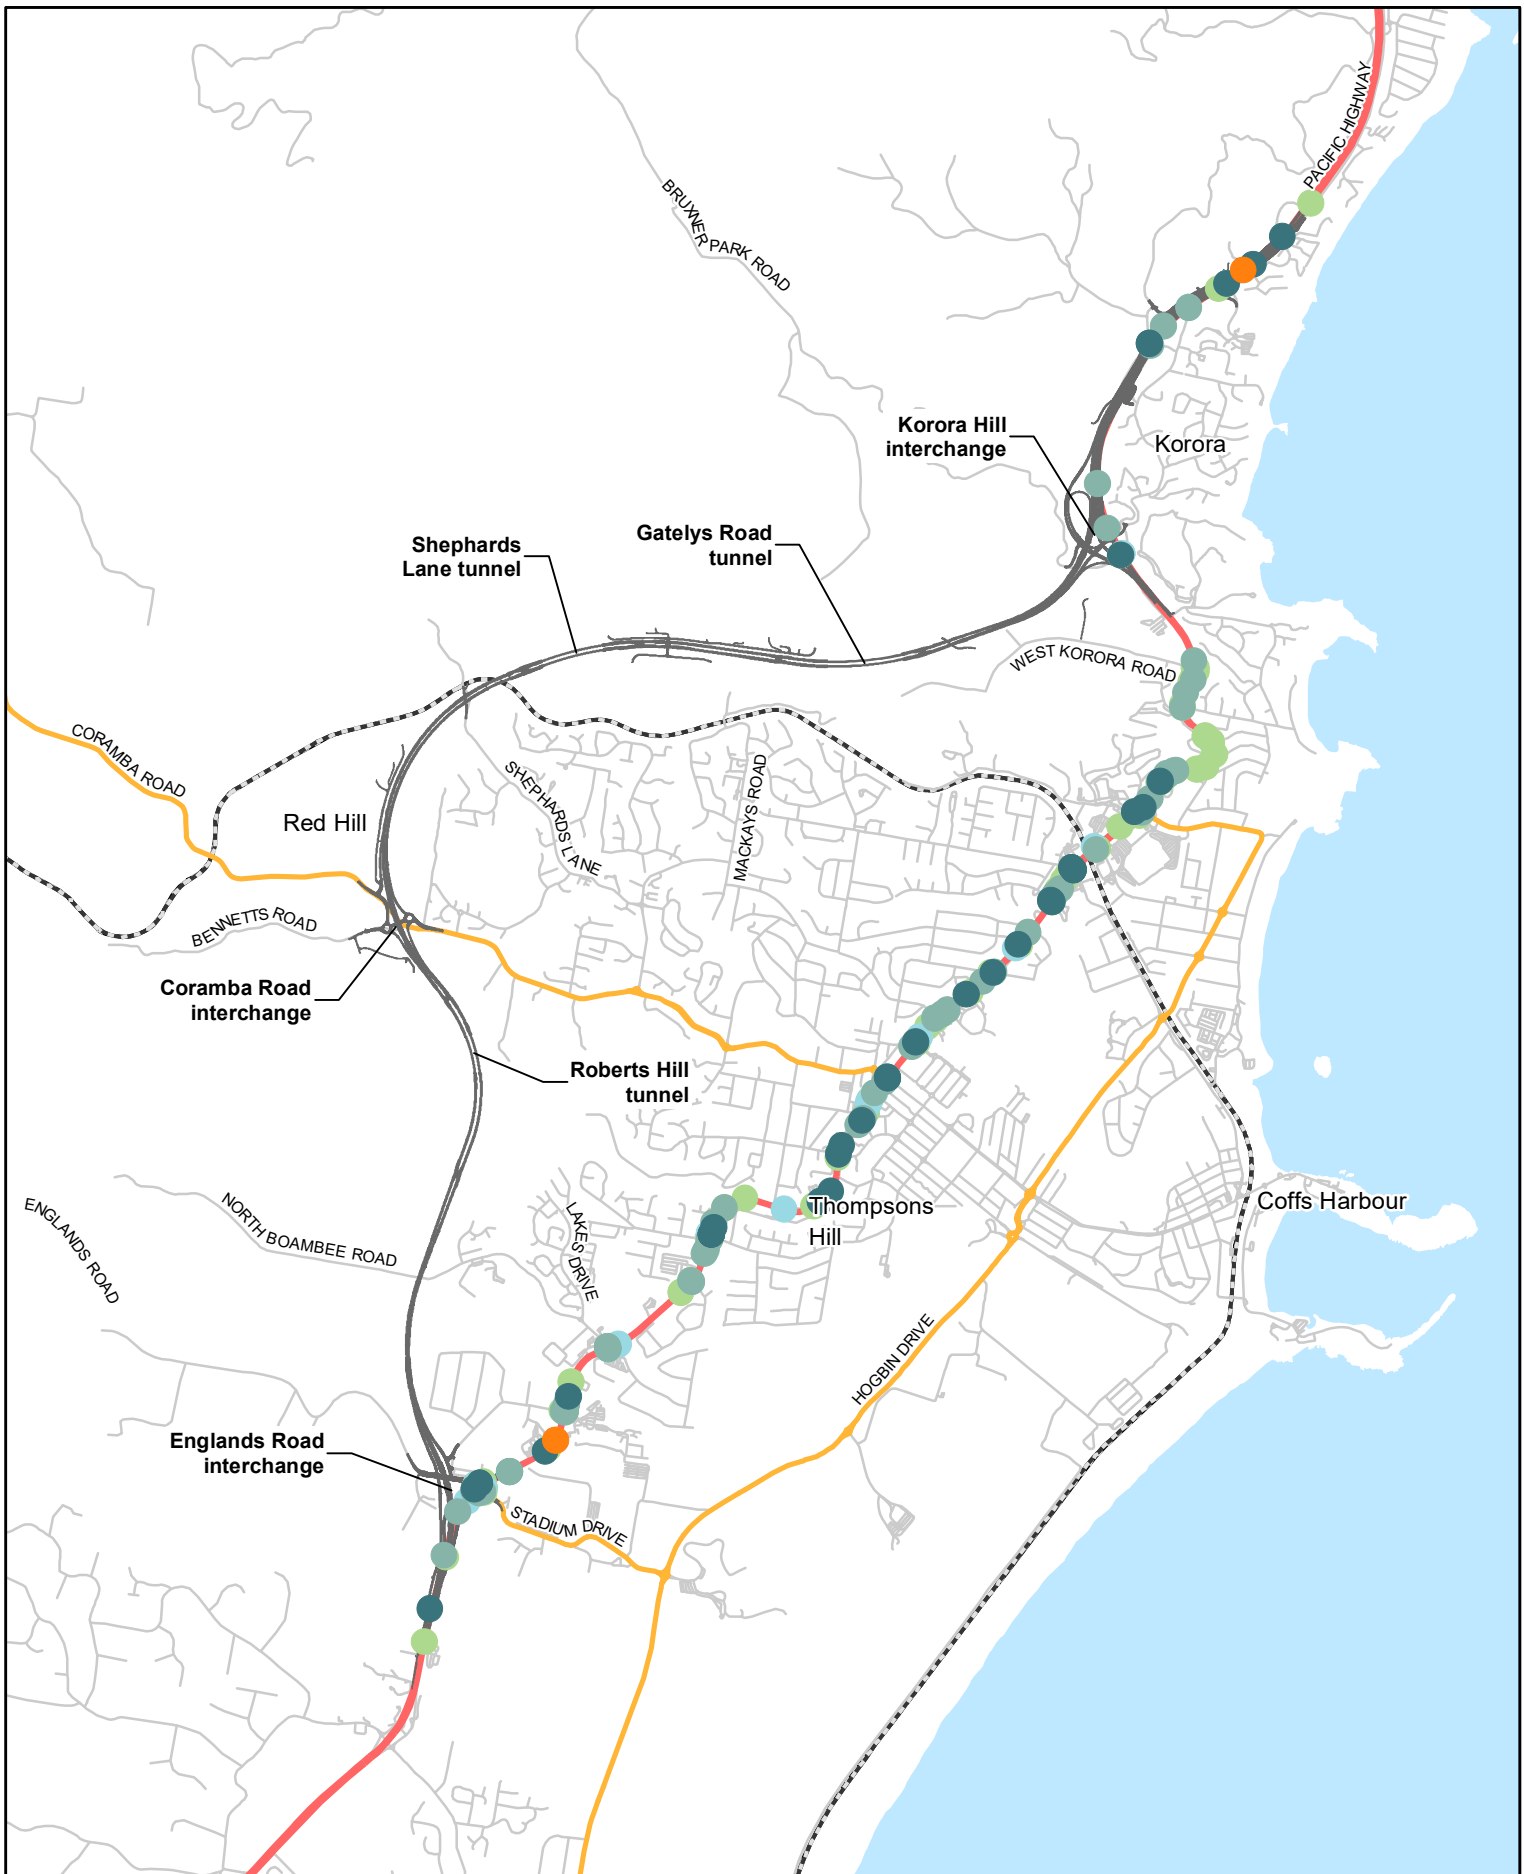 PACIFIC HIGHWAY
BRUXNER PARK ROAD
Korora Hill
interchange
Korora
Shephards
Lane tunnel
Gatelys Road
tunnel
WEST KORORA ROAD
CORAMBA ROAD
SHEPHARDS LANE
MACKAYS ROAD
Red Hill
BENNETTS ROAD
Coramba Road
interchange
Roberts Hill
tunnel
ENGLANDS ROAD
NORTH BOAMBEE ROAD
LAKES DRIVE
Thompsons
Hill
Coffs Harbour
HOGBIN DRIVE
Englands Road
interchange
STADIUM DRIVE